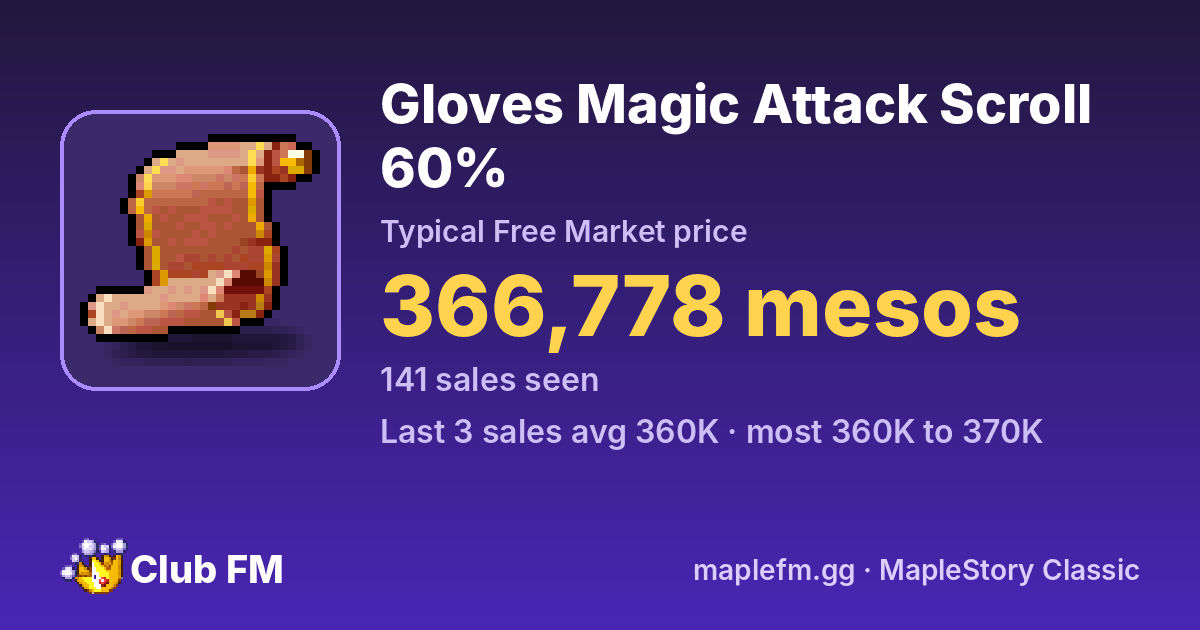 Gloves Magic Attack Scroll
60%
Typical Free Market price
366,778 mesos
141 sales seen
Last 3 sales avg 360K · most 360K to 370K
Club FM
maplefm.gg · MapleStory Classic